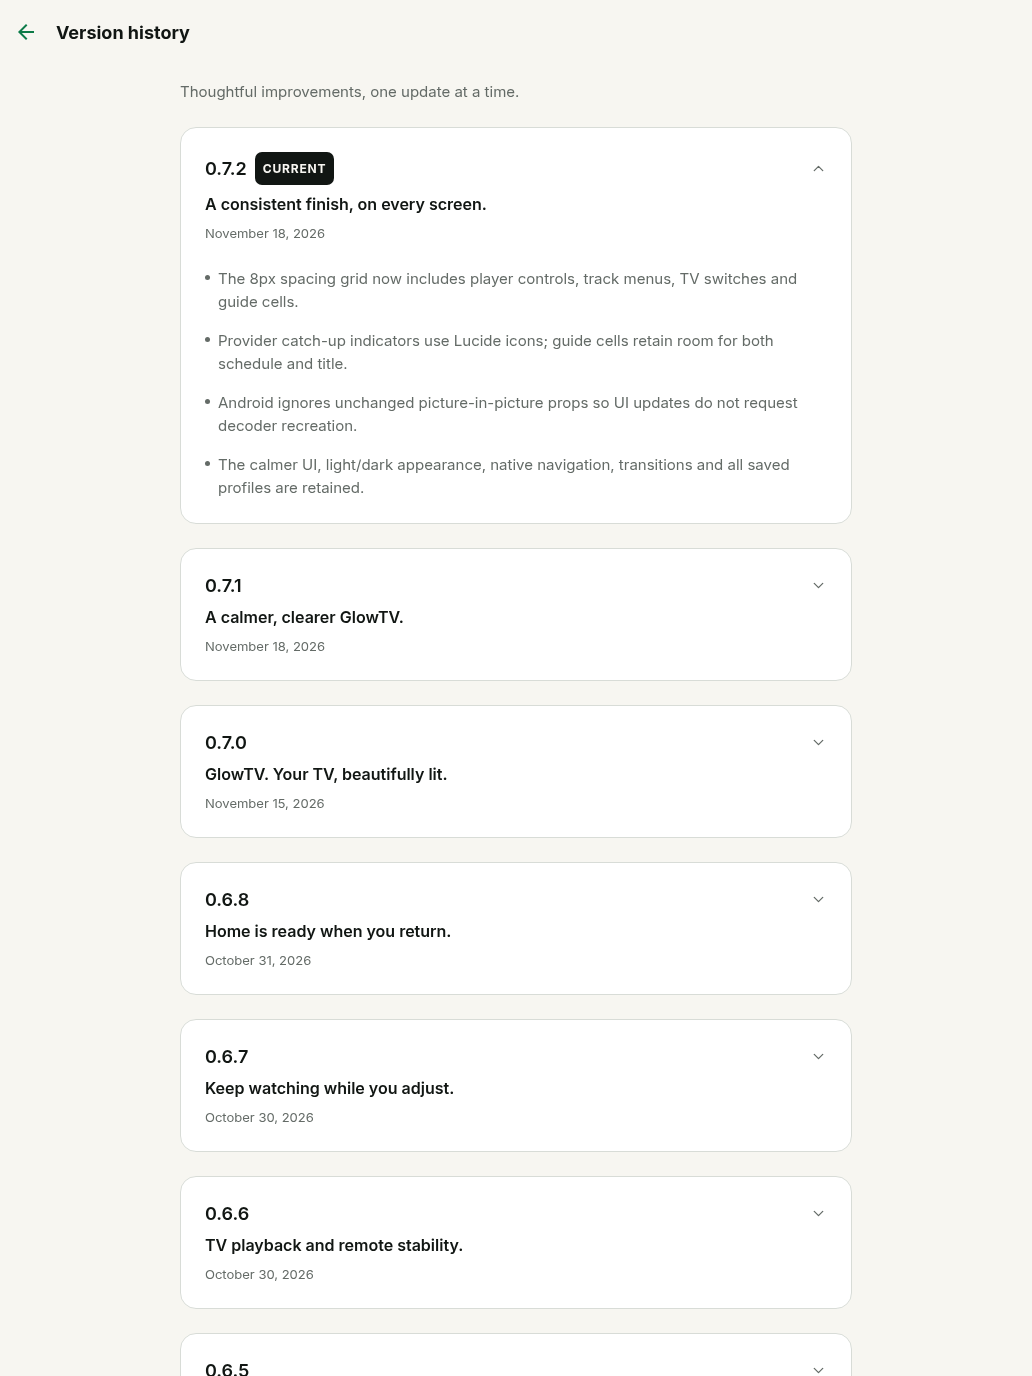 Version history
Thoughtful improvements, one update at a time.
0.7.2 CURRENT
A consistent finish, on every screen.
November 18, 2026
• The 8px spacing grid now includes player controls, track menus, TV switches and
guide cells.
• Provider catch-up indicators use Lucide icons; guide cells retain room for both
schedule and title.
• Android ignores unchanged picture-in-picture props so UI updates do not request
decoder recreation.
• The calmer UI, light/dark appearance, native navigation, transitions and all saved
profiles are retained.
0.7.1
A calmer, clearer GlowTV.
November 18, 2026
0.7.0
GlowTV. Your TV, beautifully lit.
November 15, 2026
0.6.8
Home is ready when you return.
October 31, 2026
0.6.7
Keep watching while you adjust.
October 30, 2026
0.6.6
TV playback and remote stability.
October 30, 2026
0.6.5